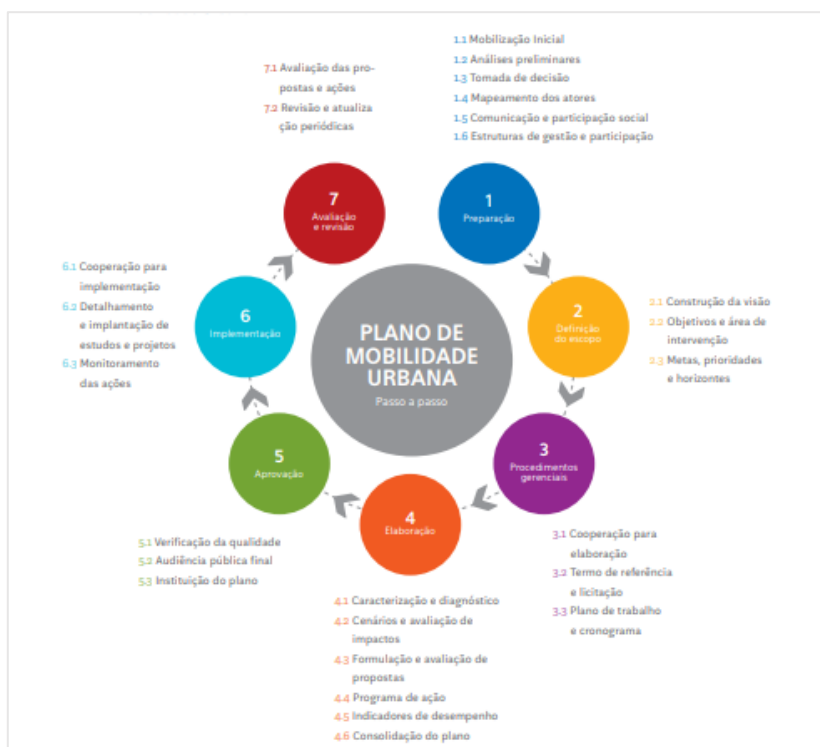 PLANO DE
MOBILIDADE
URBANA
Passo a passo
1
Preparação
1.1 Mobilização Inicial
1.2 Análises preliminares
1.3 Tomada de decisão
1.4 Mapeamento dos atores
1.5 Comunicação e participação social
1.6 Estruturas de gestão e participação
2
Definição
do escopo
2.1 Construção da visão
2.2 Objetivos e área de
intervenção
2.3 Metas, prioridades
e horizontes
3
Procedimentos
gerenciais
3.1 Cooperação para
elaboração
3.2 Termo de referência
e licitação
3.3 Plano de trabalho
e cronograma
4
Elaboração
4.1 Caracterização e diagnóstico
4.2 Cenários e avaliação de
impactos
4.3 Formulação e avaliação de
propostas
4.4 Programa de ação
4.5 Indicadores de desempenho
4.6 Consolidação do plano
5
Aprovação
5.1 Verificação da qualidade
5.2 Audiência pública final
5.3 Instituição do plano
6
Implementação
6.1 Cooperação para
implementação
6.2 Detalhamento
e implantação de
estudos e projetos
6.3 Monitoramento
das ações
7
Avaliação
e revisão
7.1 Avaliação das pro-
postas e ações
7.2 Revisão e atualiza
ção periódicas